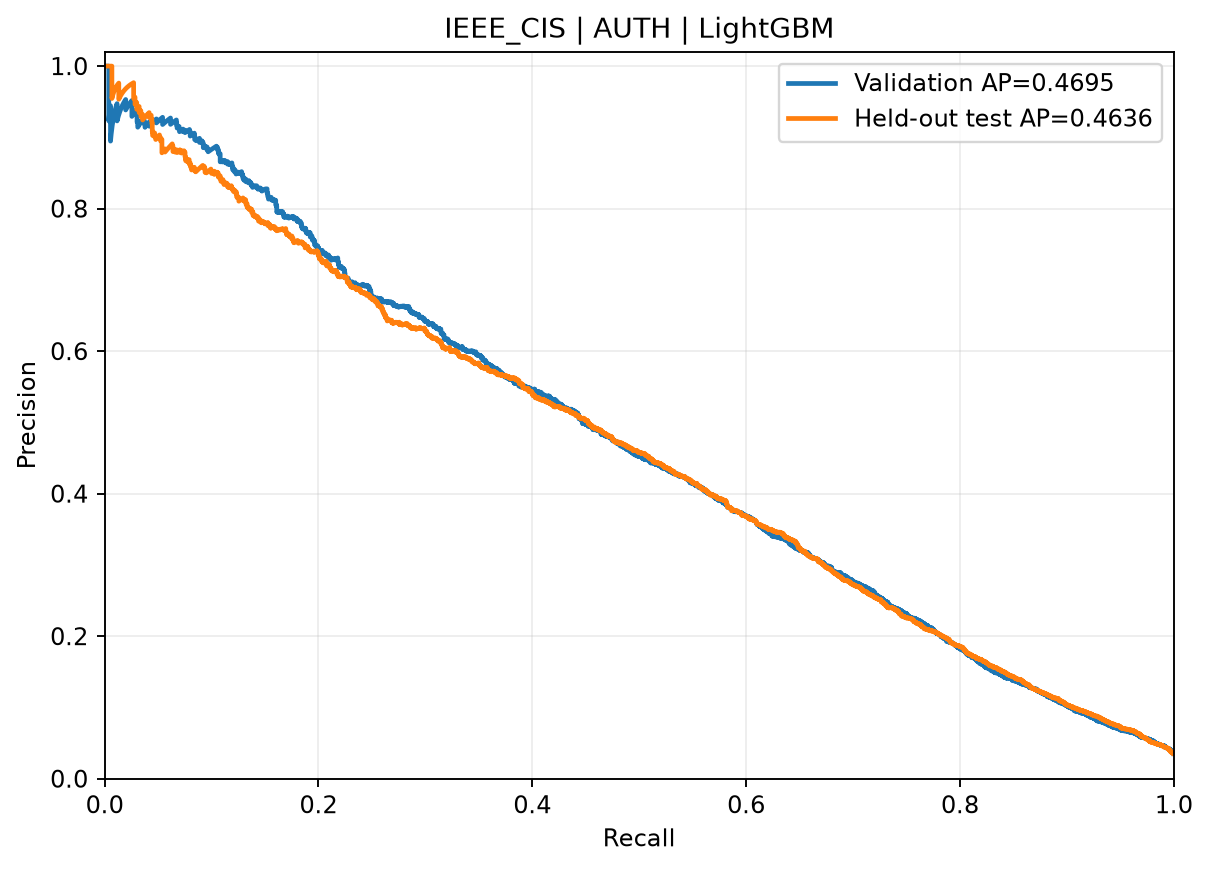 IEEE_CIS | AUTH | LightGBM
Validation AP=0.4695
Held-out test AP=0.4636
Precision
1.0
0.8
0.6
0.4
0.2
0.0
0.0 0.2 0.4 0.6 0.8 1.0
Recall